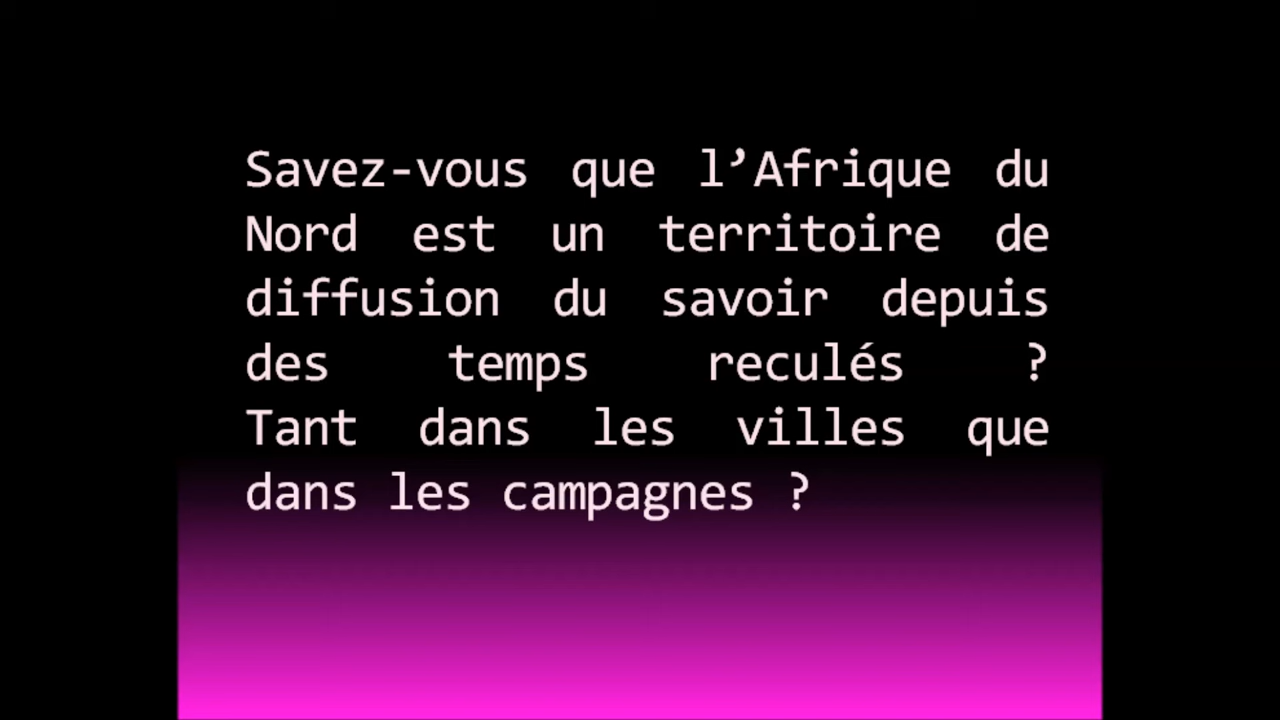 Savez-vous que l’Afrique du
Nord est un territoire de
diffusion du savoir depuis
des temps reculés ?
Tant dans les villes que
dans les campagnes ?